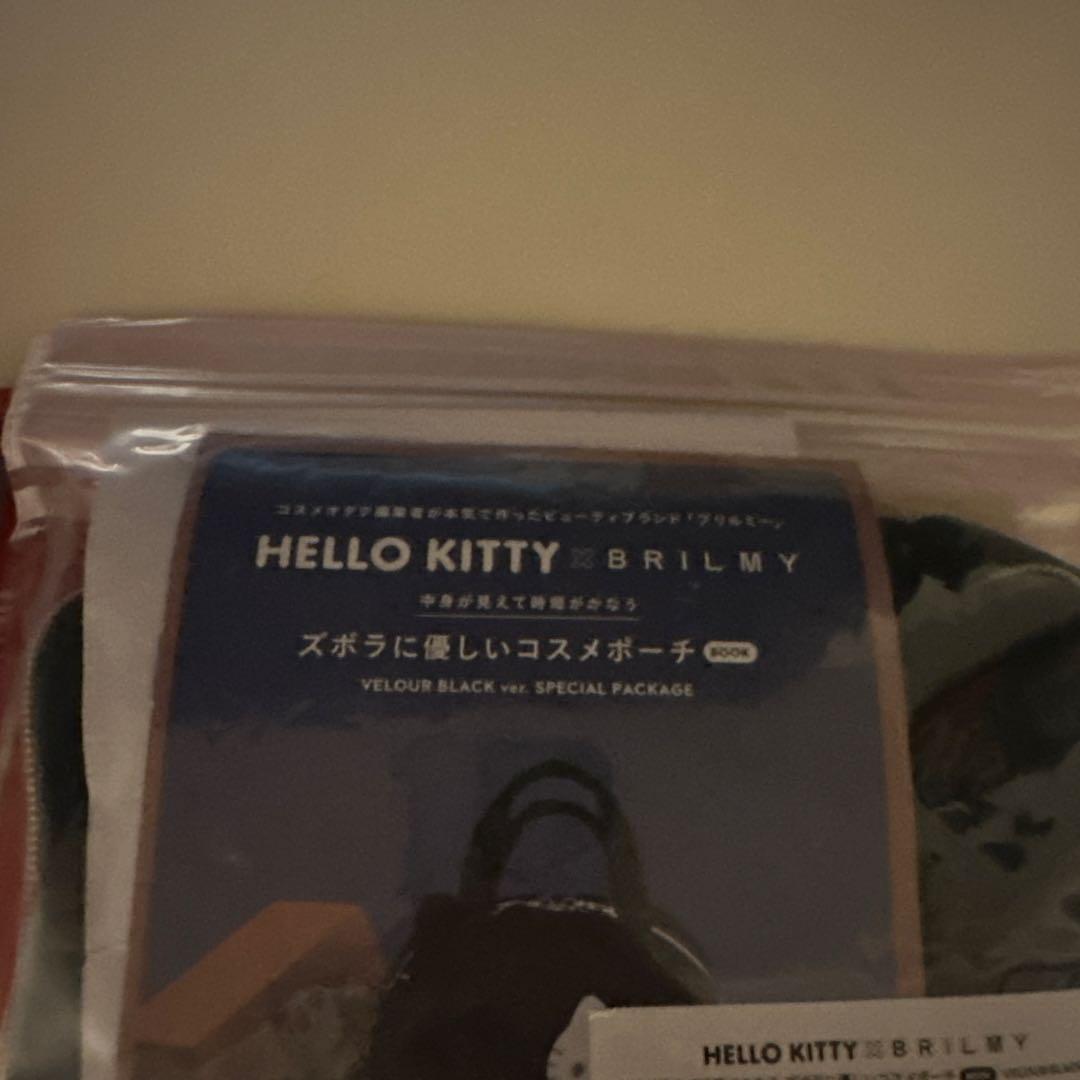 コスメオタク編集者が本気で作ったビューティブランド「ブリルミー」
HELLO KITTY × BRILMY
中身が見えて時短がかなう
ズボラに優しいコスメポーチ BOOK
VELOUR BLACK ver. SPECIAL PACKAGE
HELLO KITTY × BRILMY